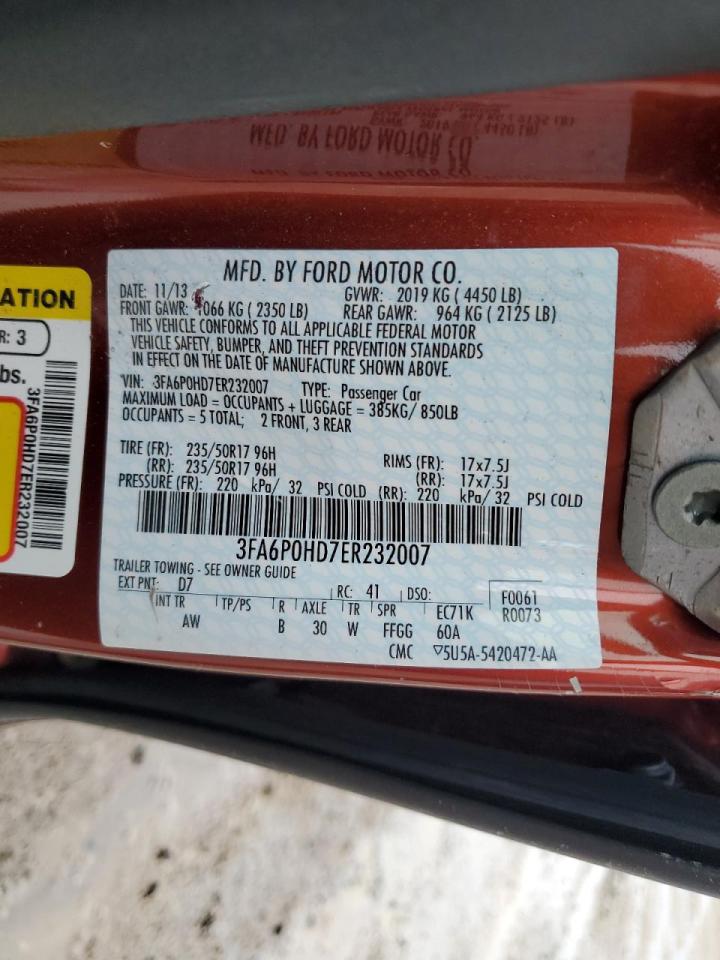 MFD. BY FORD MOTOR CO.
MFD. BY FORD MOTOR CO.
DATE: 11/13 GVWR: 2019 KG ( 4450 LB)
FRONT GAWR: 1066 KG ( 2350 LB) REAR GAWR: 964 KG ( 2125 LB)
THIS VEHICLE CONFORMS TO ALL APPLICABLE FEDERAL MOTOR
VEHICLE SAFETY, BUMPER, AND THEFT PREVENTION STANDARDS
IN EFFECT ON THE DATE OF MANUFACTURE SHOWN ABOVE.
VIN: 3FA6P0HD7ER232007 TYPE: Passenger Car
MAXIMUM LOAD = OCCUPANTS + LUGGAGE = 385KG/ 850LB
OCCUPANTS = 5 TOTAL; 2 FRONT, 3 REAR
TIRE (FR): 235/50R17 96H RIMS (FR): 17x7.5J
(RR): 235/50R17 96H (RR): 17x7.5J
PRESSURE (FR): 220 kPa/ 32 PSI COLD (RR): 220 kPa/ 32 PSI COLD
3FA6P0HD7ER232007
TRAILER TOWING - SEE OWNER GUIDE
EXT PNT: D7 RC: 41 DSO: F0061
R0073
INT TR TP/PS R AXLE TR SPR EC71K
AW B 30 W FFGG 60A
CMC ▽5U5A-5420472-AA
ATION
R: 3
bs.
3FA6P0HD7ER232007